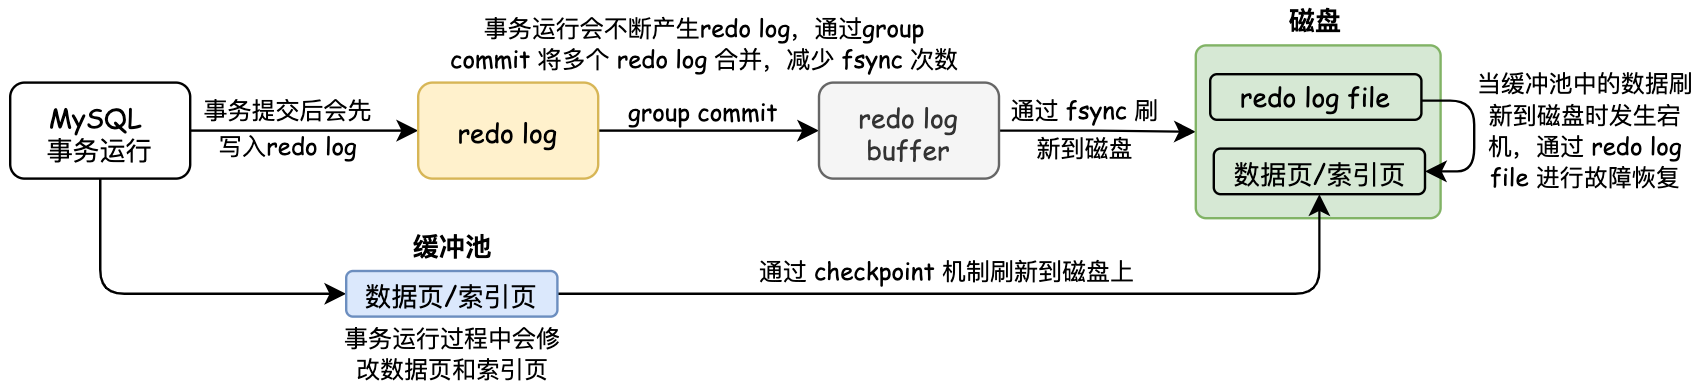 事务运行会不断产生redo log，通过group
commit 将多个 redo log 合并，减少 fsync 次数
磁盘
MySQL
事务运行
事务提交后会先
写入redo log
redo log
group commit
redo log
buffer
通过 fsync 刷
新到磁盘
redo log file
数据页/索引页
当缓冲池中的数据刷
新到磁盘时发生宕
机，通过 redo log
file 进行故障恢复
缓冲池
数据页/索引页
事务运行过程中会修
改数据页和索引页
通过 checkpoint 机制刷新到磁盘上